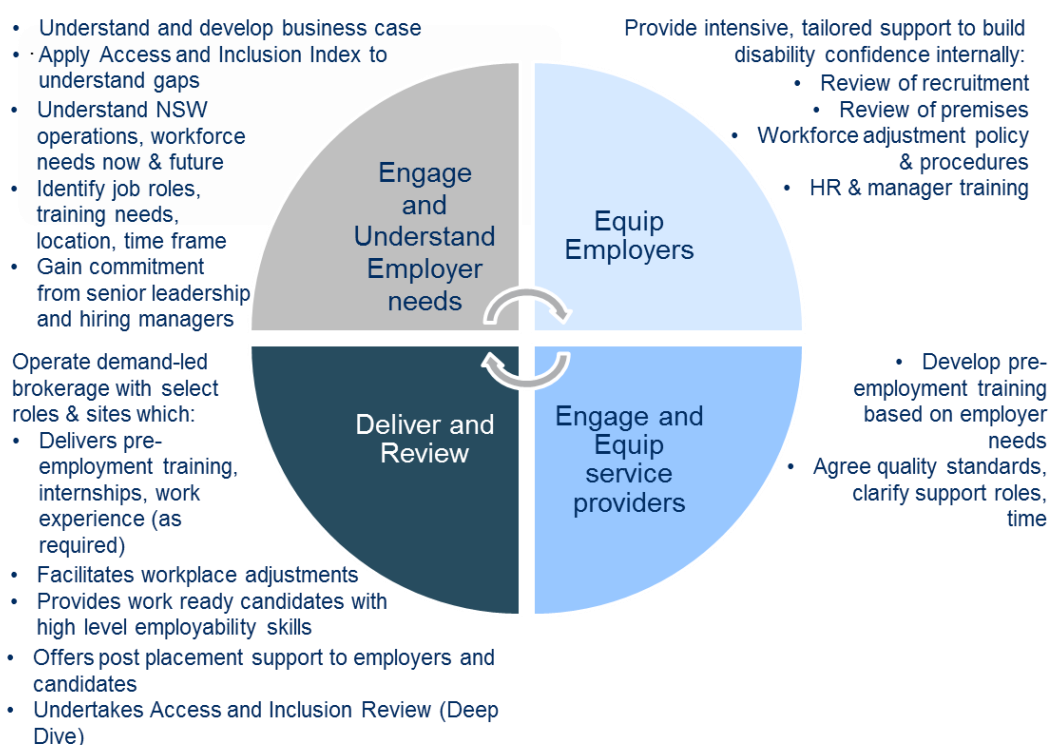 • Understand and develop business case
• · Apply Access and Inclusion Index to
understand gaps
• Understand NSW
operations, workforce
needs now & future
• Identify job roles,
training needs,
location, time frame
• Gain commitment
from senior leadership
and hiring managers
Engage
and
Understand
Employer
needs
Provide intensive, tailored support to build
disability confidence internally:
• Review of recruitment
• Review of premises
• Workforce adjustment policy
& procedures
• HR & manager training
Equip
Employers
Operate demand-led
brokerage with select
roles & sites which:
• Delivers pre-
employment training,
internships, work
experience (as
required)
• Facilitates workplace adjustments
• Provides work ready candidates with
high level employability skills
• Offers post placement support to employers and
candidates
• Undertakes Access and Inclusion Review (Deep
Dive)
Deliver and
Review
Engage and
Equip
service
providers
• Develop pre-
employment training
based on employer
needs
• Agree quality standards,
clarify support roles,
time